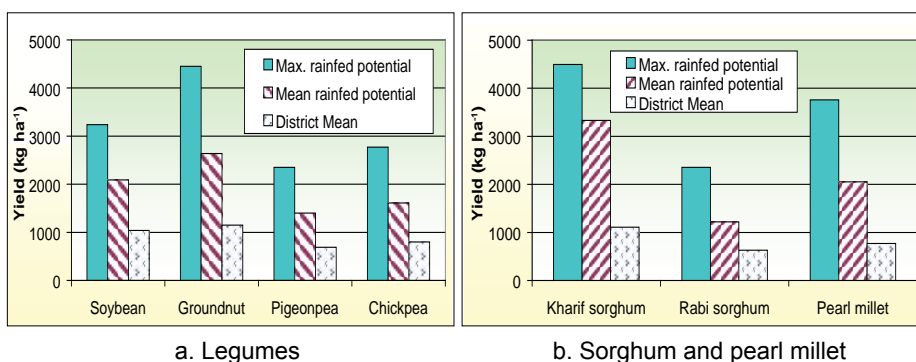 5000
4000
3000
2000
1000
0
Yield (kg ha⁻¹)
Max. rainfed potential
Mean rainfed potential
District Mean
Soybean Groundnut Pigeonpea Chickpea
a. Legumes
5000
4000
3000
2000
1000
0
Yield (kg ha⁻¹)
Max. rainfed potential
Mean rainfed potential
District Mean
Kharif sorghum Rabi sorghum Pearl millet
b. Sorghum and pearl millet